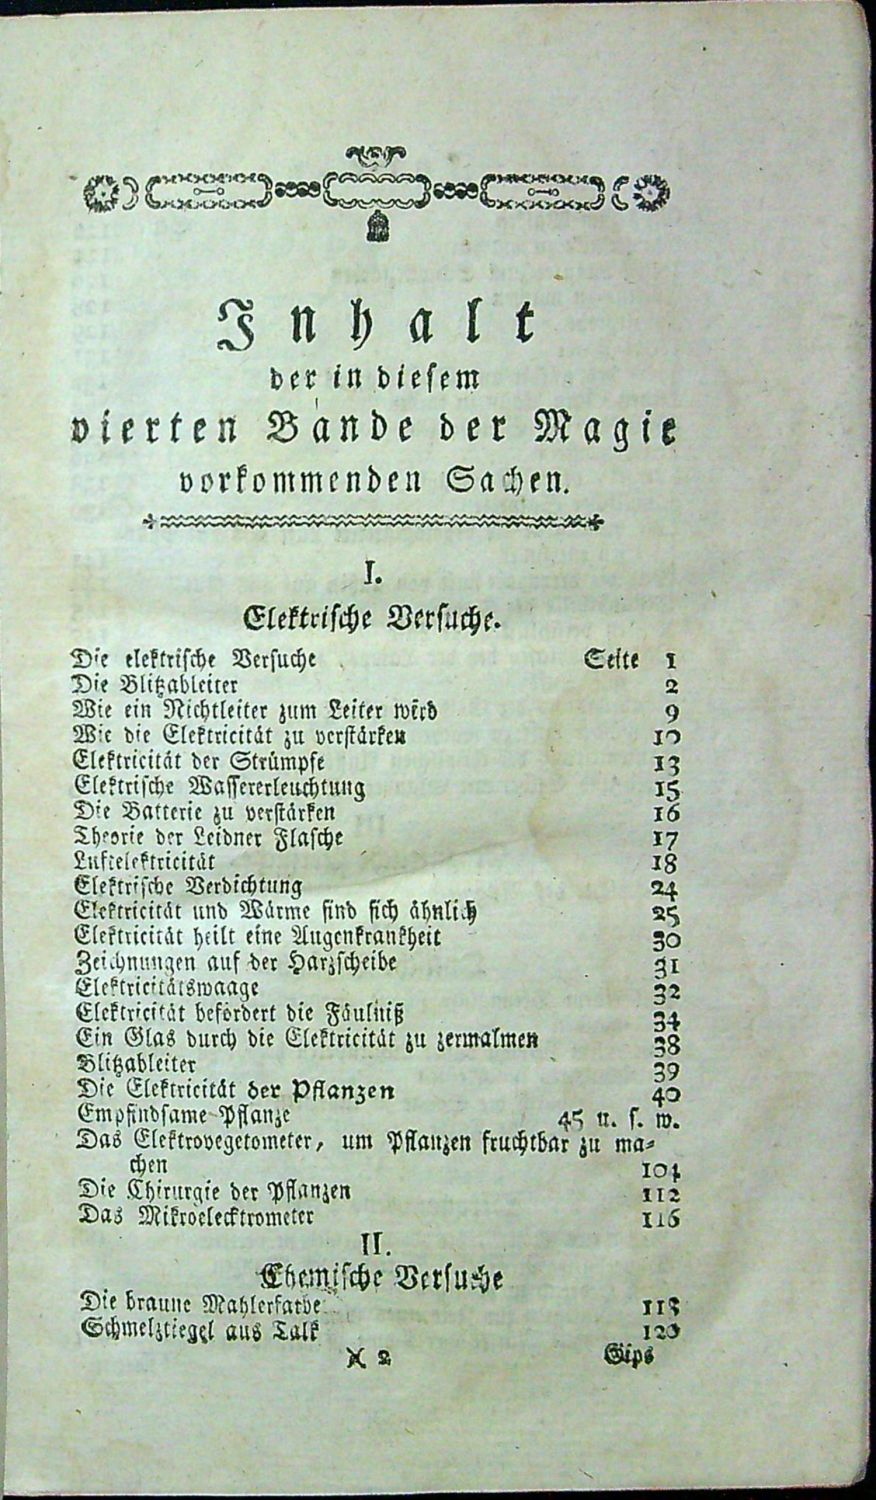 Inhalt
der in diesem
vierten Bande der Magie
vorkommenden Sachen.
I.
Elektrische Versuche.
Die elektrische Versuche Seite 1
Die Blitzableiter 2
Wie ein Nichtleiter zum Leiter wird 9
Wie die Elektricität zu verstärken 10
Elektricität der Strümpfe 13
Elektrische Wassererleuchtung 15
Die Batterie zu verstärken 16
Theorie der Leidner Flasche 17
Luftelektricität 18
Elektrische Verdichtung 24
Elektricität und Wärme sind sich ähnlich 25
Elektricität heilt eine Augenkrankheit 30
Zeichnungen auf der Harzscheibe 31
Elektricitätswaage 32
Elektricität befördert die Fäulniß 34
Ein Glas durch die Elektricität zu zermalmen 38
Blitzableiter 39
Die Elektricität der Pflanzen 40
Empfindsame Pflanze 45 u. s. w.
Das Elektrovegetometer, um Pflanzen fruchtbar zu ma-
chen 104
Die Chirurgie der Pflanzen 112
Das Mikroelecktrometer 116
II.
Chemische Versuche
Die braune Mahlerfarbe 118
Schmelztiegel aus Talk 120
)( 2 Gips